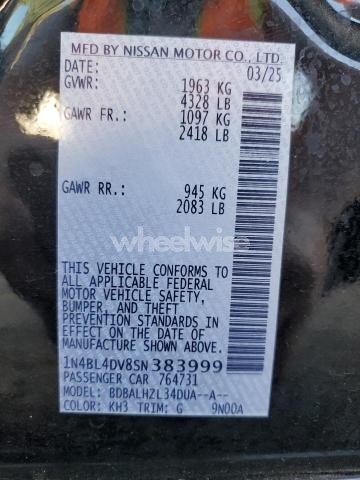 MFD BY NISSAN MOTOR CO., LTD.
DATE: 03/25
GVWR: 1963 KG
4328 LB
GAWR FR.: 1097 KG
2418 LB
GAWR RR.: 945 KG
2083 LB
wheelwise
THIS VEHICLE CONFORMS TO
ALL APPLICABLE FEDERAL
MOTOR VEHICLE SAFETY,
BUMPER, AND THEFT
PREVENTION STANDARDS IN
EFFECT ON THE DATE OF
MANUFACTURE SHOWN ABOVE.
1N4BL4DV8SN383999
PASSENGER CAR 764731
MODEL: BDBALHZL34DUA--A--
COLOR: KH3 TRIM: G 9N00A